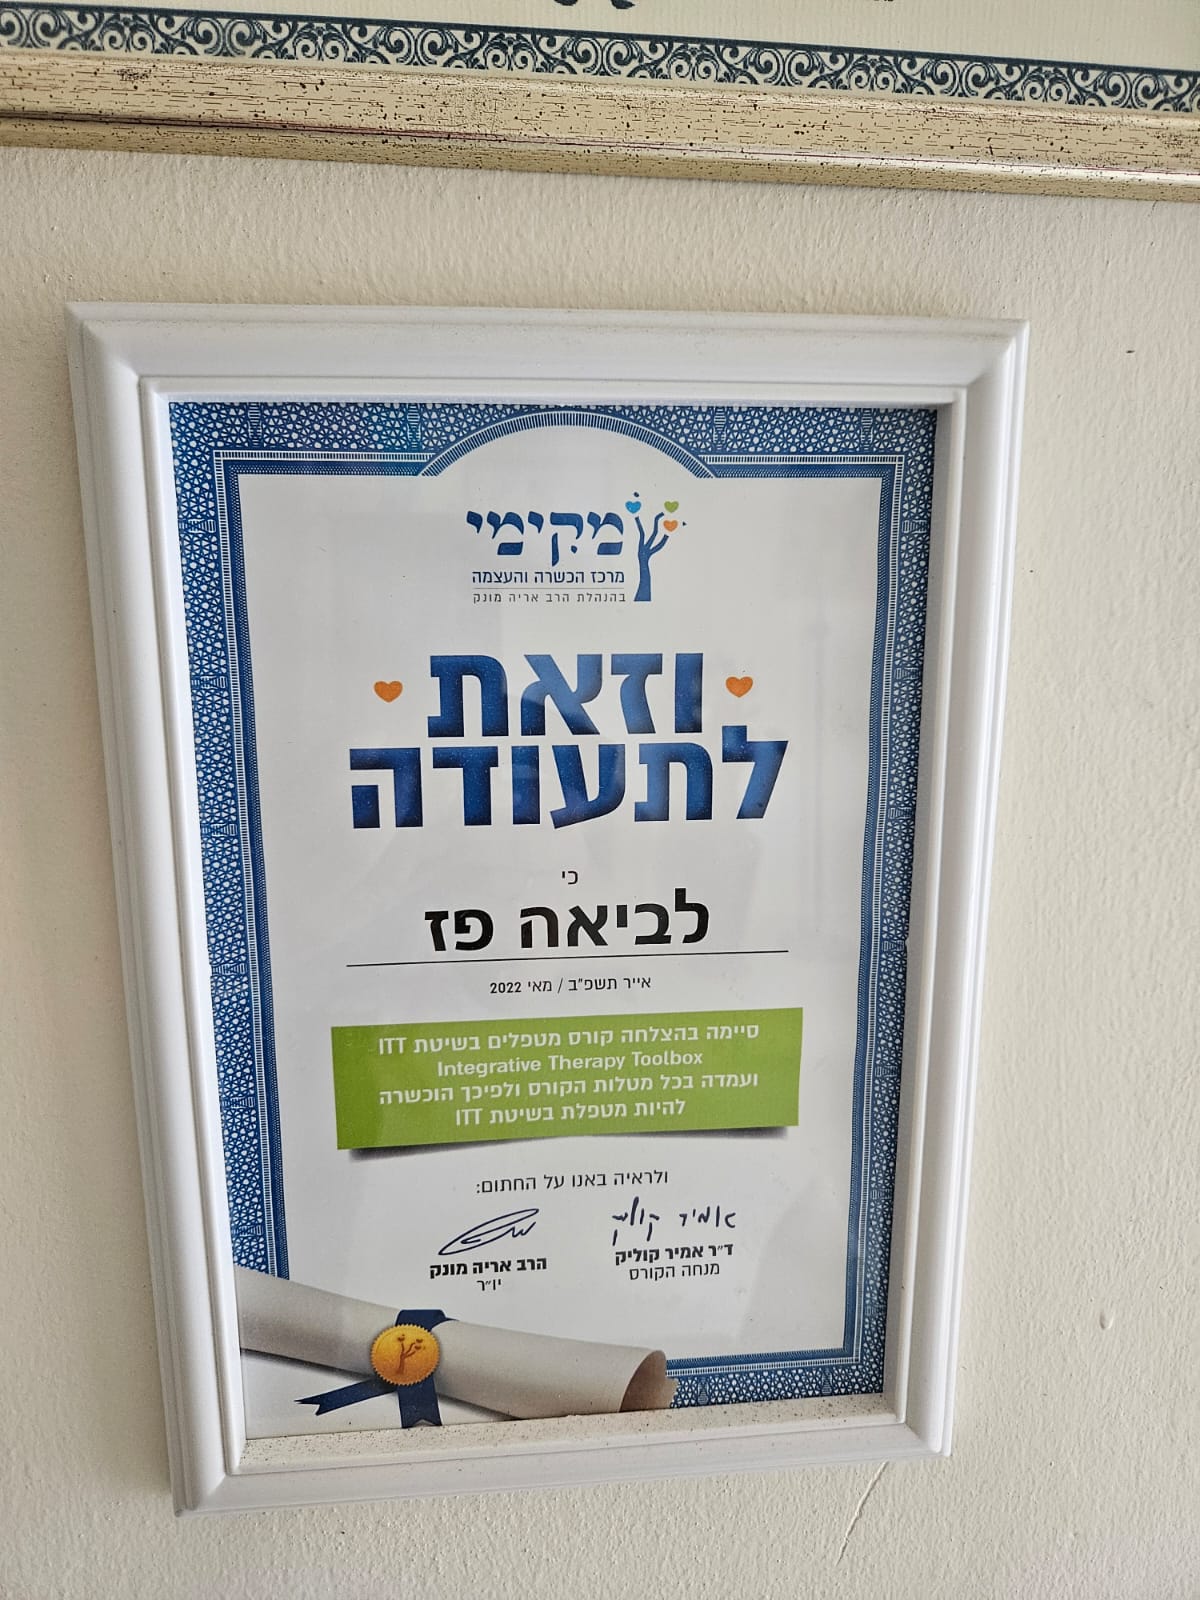 מקימי
מרכז הכשרה והעצמה
בהנהלת הרב אריה מונק
וזאת
לתעודה
כי
לביאה פז
אייר תשפ"ב / מאי 2022
סיימה בהצלחה קורס מטפלים בשיטת ITT
Integrative Therapy Toolbox
ועמדה בכל מטלות הקורס ולפיכך הוכשרה
להיות מטפלת בשיטת ITT
ולראיה באנו על החתום:
אמיר קוליק
ד״ר אמיר קוליק
מנחה הקורס
הרב אריה מונק
יו״ר